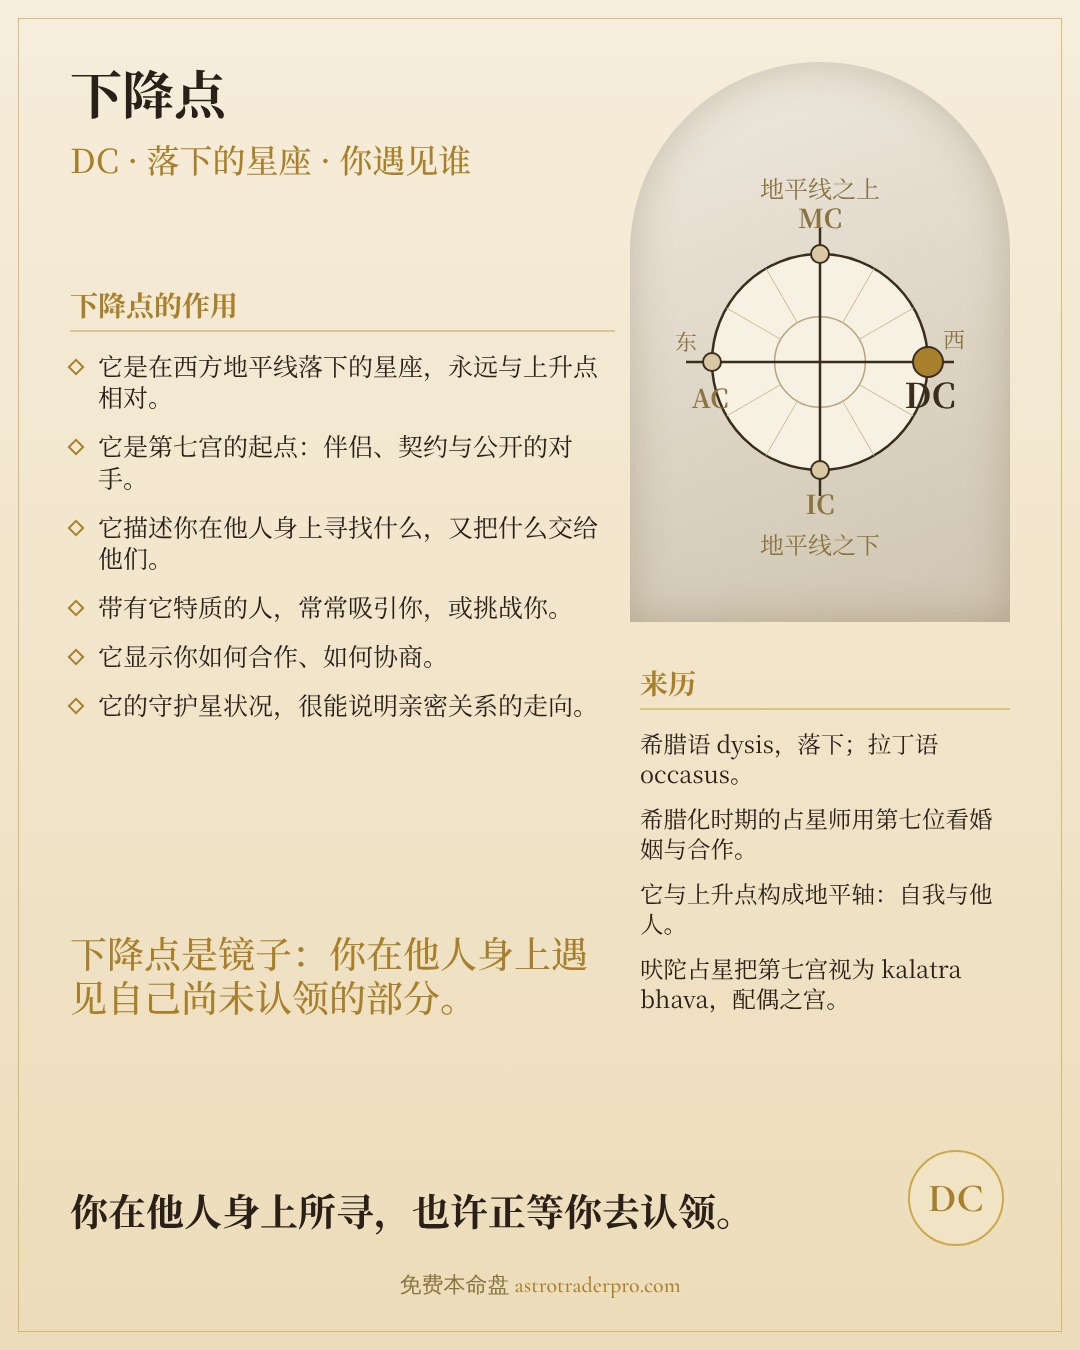 下降点
DC · 落下的星座 · 你遇见谁
地平线之上
MC
东
西
AC
DC
IC
地平线之下
下降点的作用
它是在西方地平线落下的星座，永远与上升点
相对。
它是第七宫的起点：伴侣、契约与公开的对
手。
它描述你在他人身上寻找什么，又把什么交给
他们。
带有它特质的人，常常吸引你，或挑战你。
它显示你如何合作、如何协商。
它的守护星状况，很能说明亲密关系的走向。
来历
希腊语 dysis，落下；拉丁语
occasus。
希腊化时期的占星师用第七位看婚
姻与合作。
它与上升点构成地平轴：自我与他
人。
吠陀占星把第七宫视为 kalatra
bhava，配偶之宫。
下降点是镜子：你在他人身上遇
见自己尚未认领的部分。
你在他人身上所寻，也许正等你去认领。
DC
免费本命盘 astrotraderpro.com